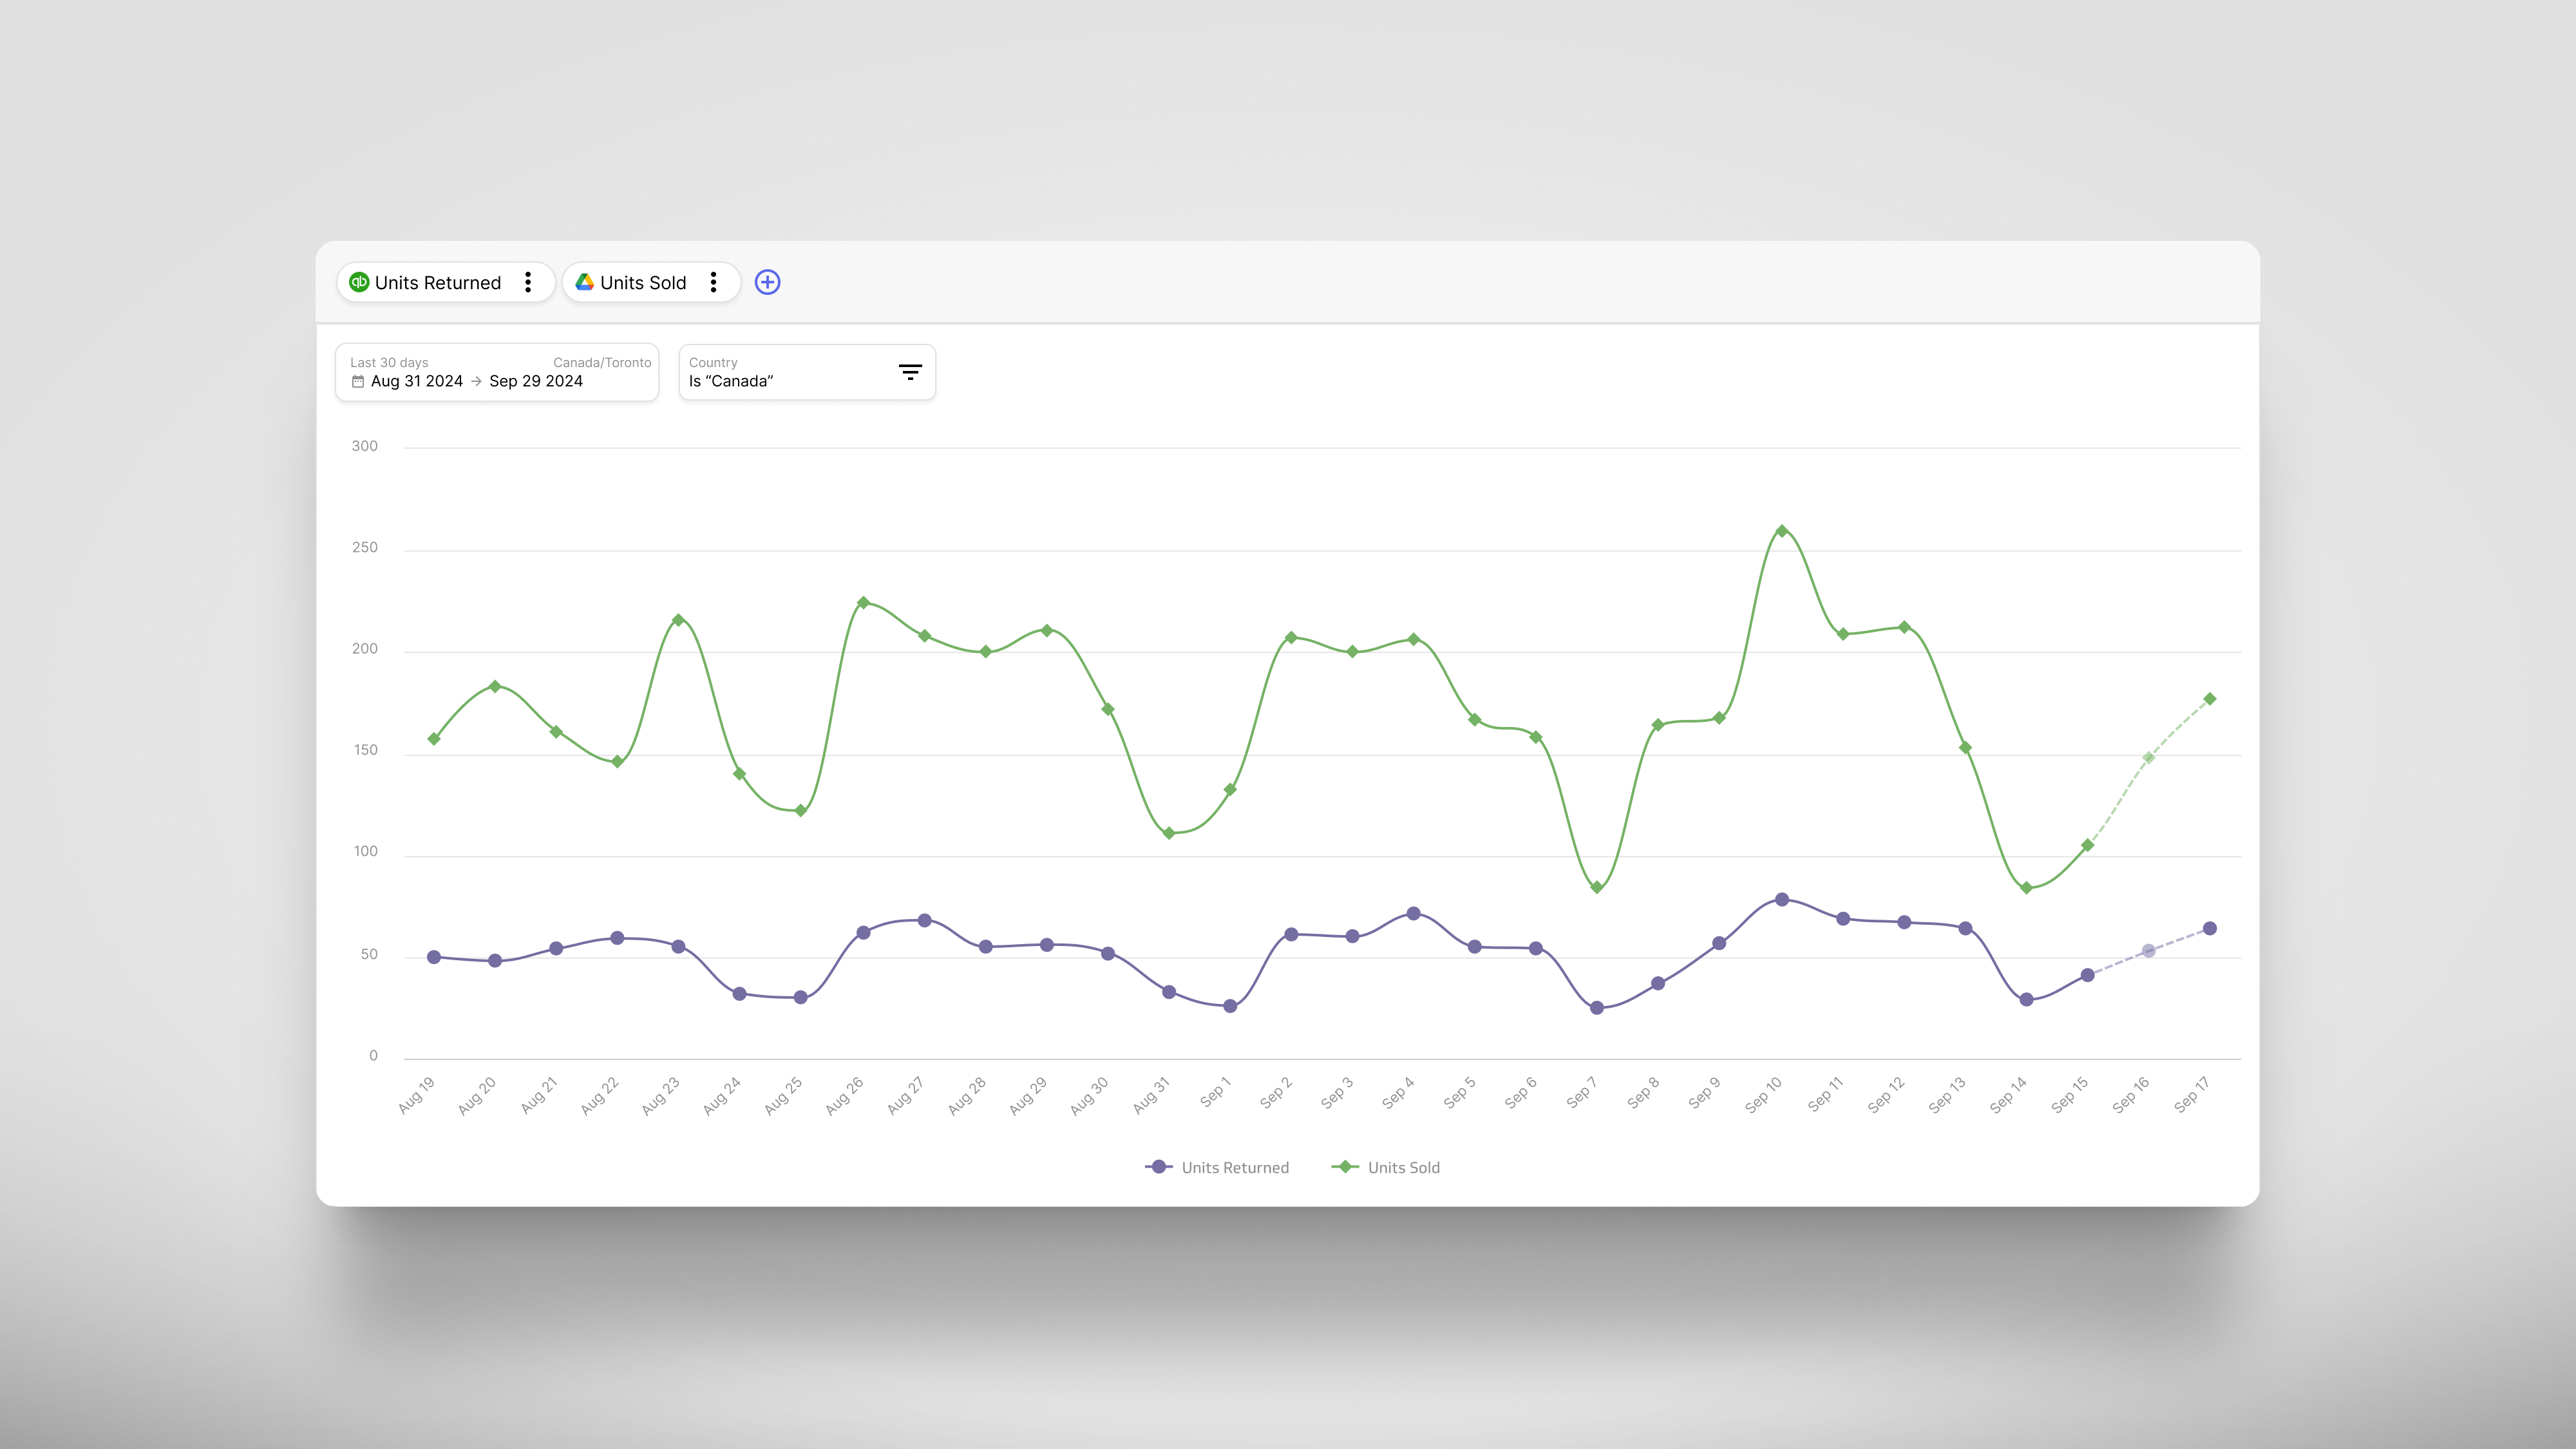 qb Units Returned
Units Sold
Last 30 days Canada/Toronto
Aug 31 2024 → Sep 29 2024
Country
Is “Canada”
300
250
200
150
100
50
0
Aug 19 Aug 20 Aug 21 Aug 22 Aug 23 Aug 24 Aug 25 Aug 26 Aug 27 Aug 28 Aug 29 Aug 30 Aug 31 Sep 1 Sep 2 Sep 3 Sep 4 Sep 5 Sep 6 Sep 7 Sep 8 Sep 9 Sep 10 Sep 11 Sep 12 Sep 13 Sep 14 Sep 15 Sep 16 Sep 17
Units Returned Units Sold